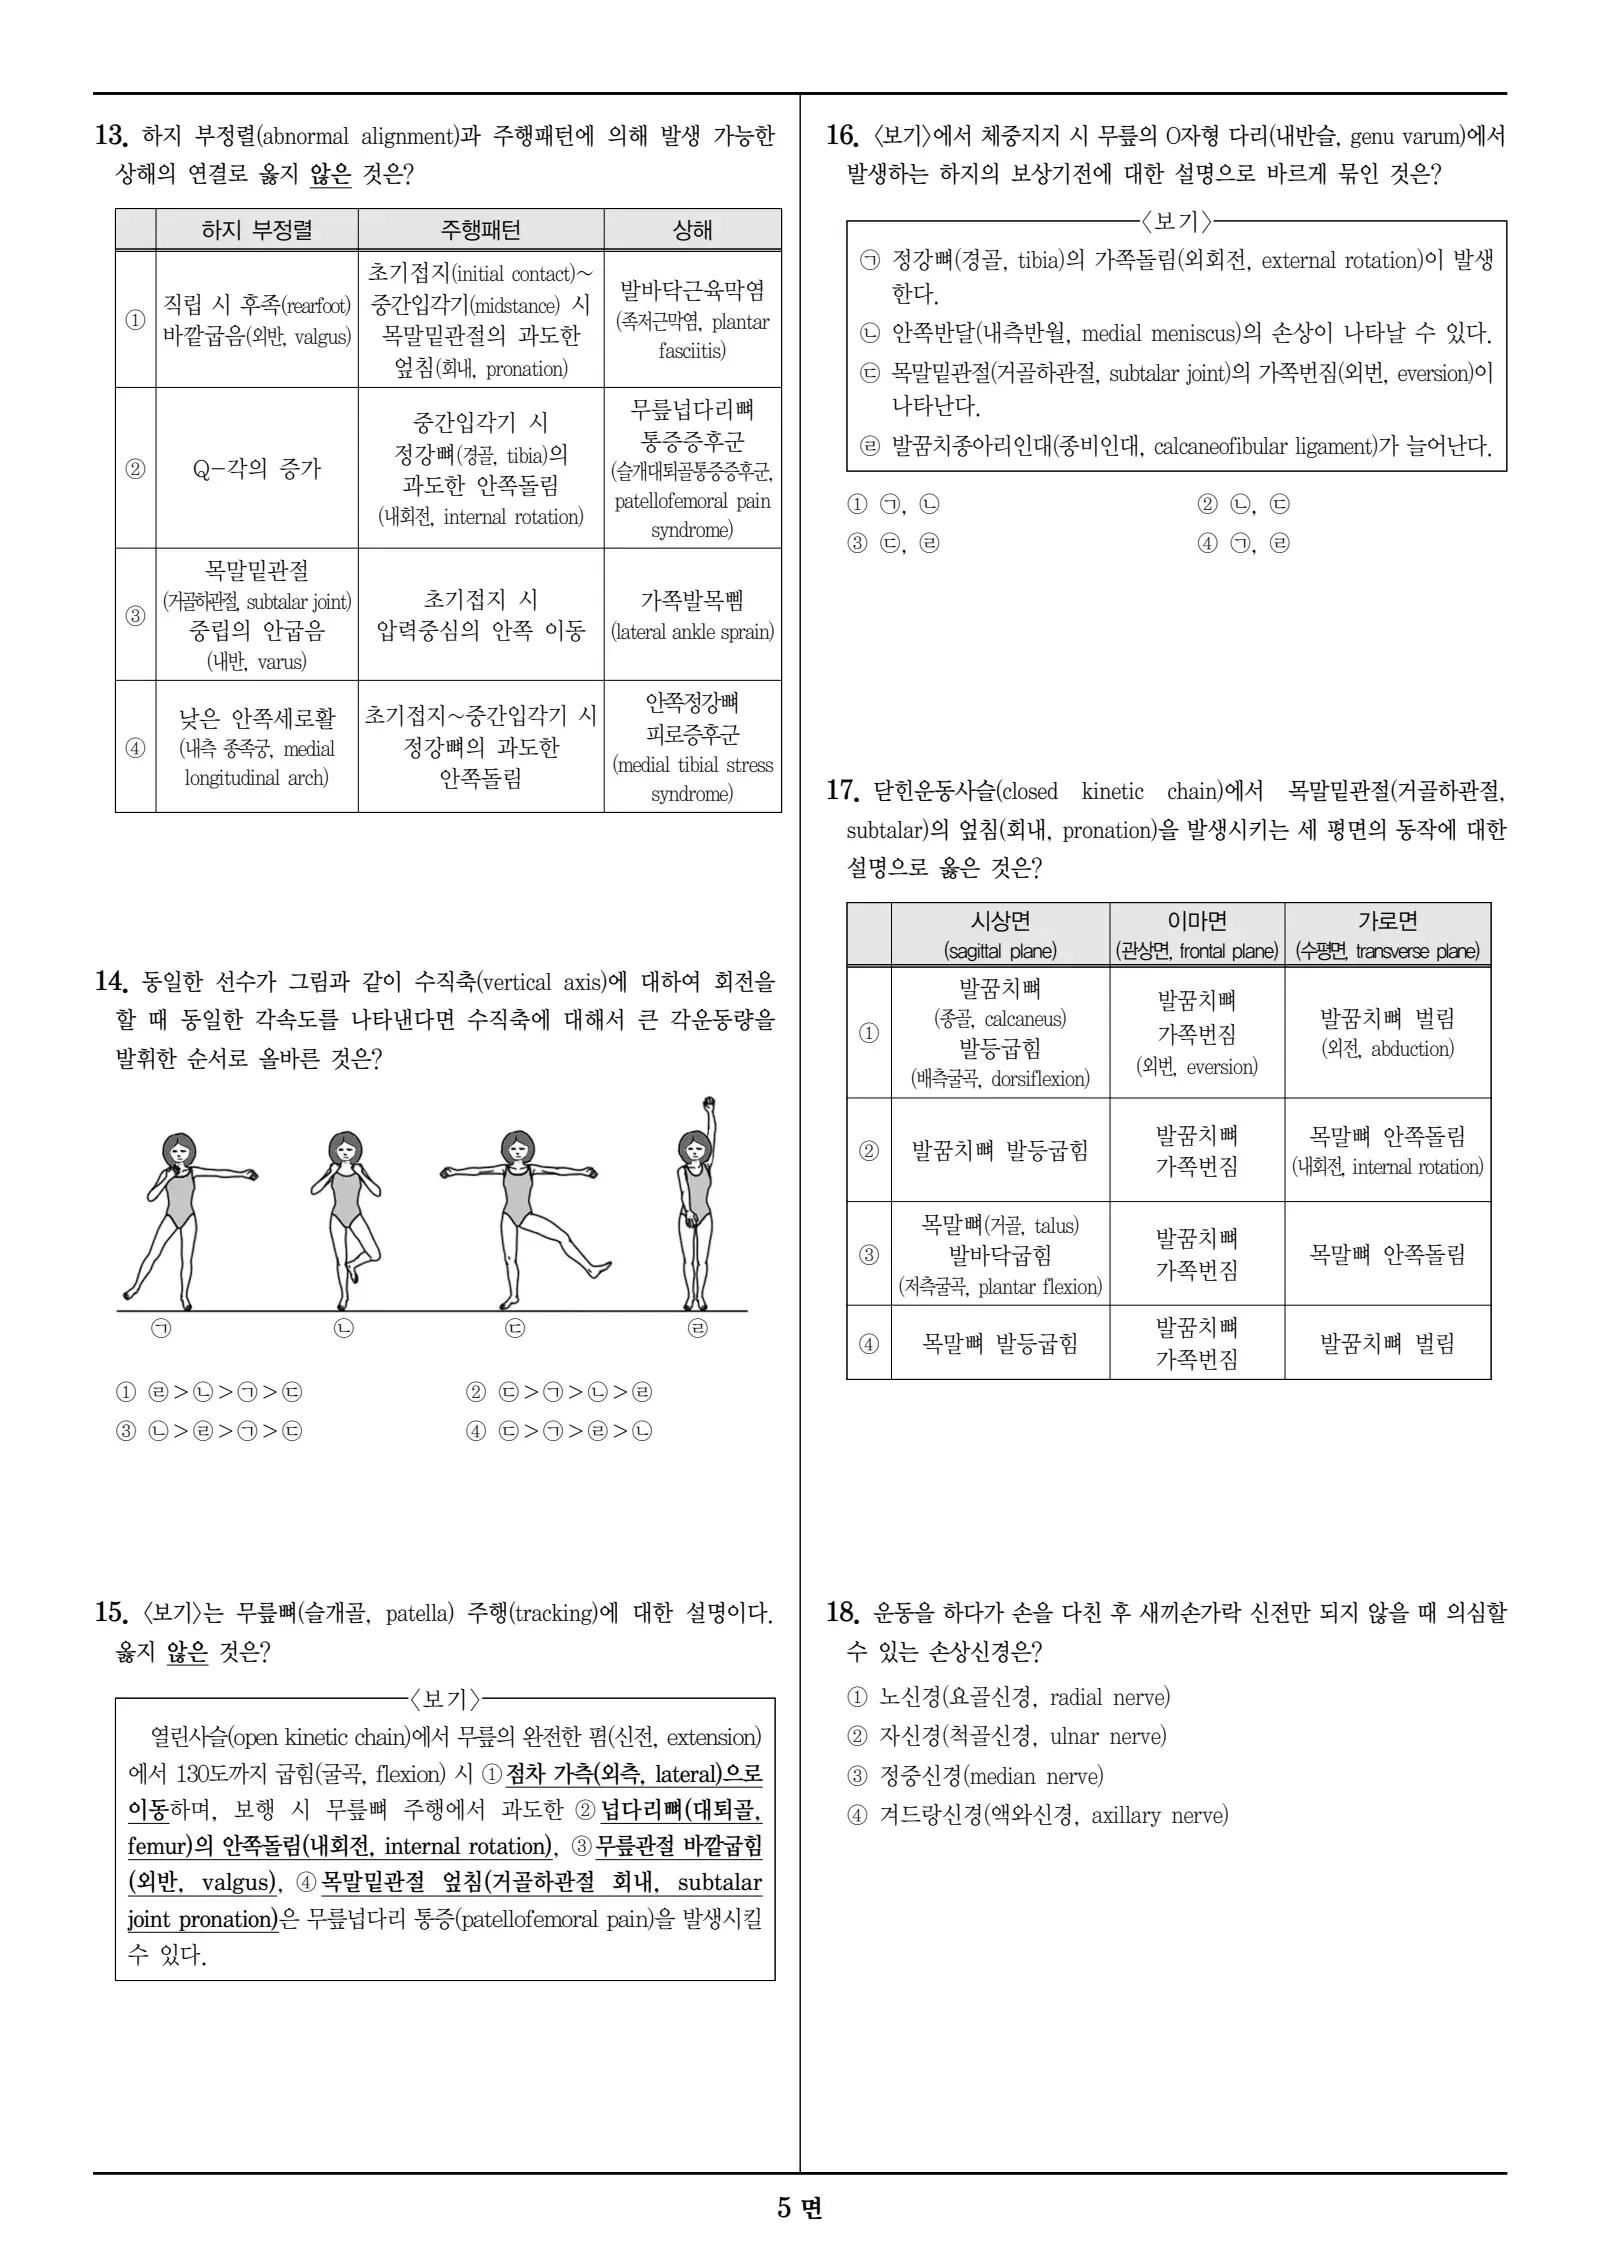 13. 하지 부정렬(abnormal alignment)과 주행패턴에 의해 발생 가능한
상해의 연결로 옳지 않은 것은?
하지 부정렬 주행패턴 상해
①
직립 시 후족(rearfoot)
바깥굽음(외반, valgus)
초기접지(initial contact)~
중간입각기(midstance) 시
목말밑관절의 과도한
엎침(회내, pronation)
발바닥근육막염
(족저근막염, plantar
fasciitis)
②
Q-각의 증가
중간입각기 시
정강뼈(경골, tibia)의
과도한 안쪽돌림
(내회전, internal rotation)
무릎넙다리뼈
통증증후군
(슬개대퇴골통증증후군,
patellofemoral pain
syndrome)
③
목말밑관절
(거골하관절, subtalar joint)
중립의 안굽음
(내반, varus)
초기접지 시
압력중심의 안쪽 이동
가쪽발목삠
(lateral ankle sprain)
④
낮은 안쪽세로활
(내측 종족궁, medial
longitudinal arch)
초기접지~중간입각기 시
정강뼈의 과도한
안쪽돌림
안쪽정강뼈
피로증후군
(medial tibial stress
syndrome)
14. 동일한 선수가 그림과 같이 수직축(vertical axis)에 대하여 회전을
할 때 동일한 각속도를 나타낸다면 수직축에 대해서 큰 각운동량을
발휘한 순서로 올바른 것은?
㉠ ㉡ ㉢ ㉣
① ㉣>㉡>㉠>㉢ ② ㉢>㉠>㉡>㉣
③ ㉡>㉣>㉠>㉢ ④ ㉢>㉠>㉣>㉡
15. 〈보기〉는 무릎뼈(슬개골, patella) 주행(tracking)에 대한 설명이다.
옳지 않은 것은?
〈보기〉
열린사슬(open kinetic chain)에서 무릎의 완전한 폄(신전, extension)
에서 130도까지 굽힘(굴곡, flexion) 시 ①점차 가측(외측, lateral)으로
이동하며, 보행 시 무릎뼈 주행에서 과도한 ②넙다리뼈(대퇴골,
femur)의 안쪽돌림(내회전, internal rotation), ③무릎관절 바깥굽힘
(외반, valgus), ④목말밑관절 엎침(거골하관절 회내, subtalar
joint pronation)은 무릎넙다리 통증(patellofemoral pain)을 발생시킬
수 있다.
16. 〈보기〉에서 체중지지 시 무릎의 O자형 다리(내반슬, genu varum)에서
발생하는 하지의 보상기전에 대한 설명으로 바르게 묶인 것은?
〈보기〉
㉠ 정강뼈(경골, tibia)의 가쪽돌림(외회전, external rotation)이 발생
한다.
㉡ 안쪽반달(내측반월, medial meniscus)의 손상이 나타날 수 있다.
㉢ 목말밑관절(거골하관절, subtalar joint)의 가쪽번짐(외번, eversion)이
나타난다.
㉣ 발꿈치종아리인대(종비인대, calcaneofibular ligament)가 늘어난다.
① ㉠, ㉡ ② ㉡, ㉢
③ ㉢, ㉣ ④ ㉠, ㉣
17. 닫힌운동사슬(closed kinetic chain)에서 목말밑관절(거골하관절,
subtalar)의 엎침(회내, pronation)을 발생시키는 세 평면의 동작에 대한
설명으로 옳은 것은?
시상면 이마면 가로면
(sagittal plane) (관상면, frontal plane) (수평면, transverse plane)
①
발꿈치뼈
(종골, calcaneus)
발등굽힘
(배측굴곡, dorsiflexion)
발꿈치뼈
가쪽번짐
(외번, eversion)
발꿈치뼈 벌림
(외전, abduction)
②
발꿈치뼈 발등굽힘
발꿈치뼈
가쪽번짐
목말뼈 안쪽돌림
(내회전, internal rotation)
③
목말뼈(거골, talus)
발바닥굽힘
(저측굴곡, plantar flexion)
발꿈치뼈
가쪽번짐
목말뼈 안쪽돌림
④
목말뼈 발등굽힘
발꿈치뼈
가쪽번짐
발꿈치뼈 벌림
18. 운동을 하다가 손을 다친 후 새끼손가락 신전만 되지 않을 때 의심할
수 있는 손상신경은?
① 노신경(요골신경, radial nerve)
② 자신경(척골신경, ulnar nerve)
③ 정중신경(median nerve)
④ 겨드랑신경(액와신경, axillary nerve)
5 면